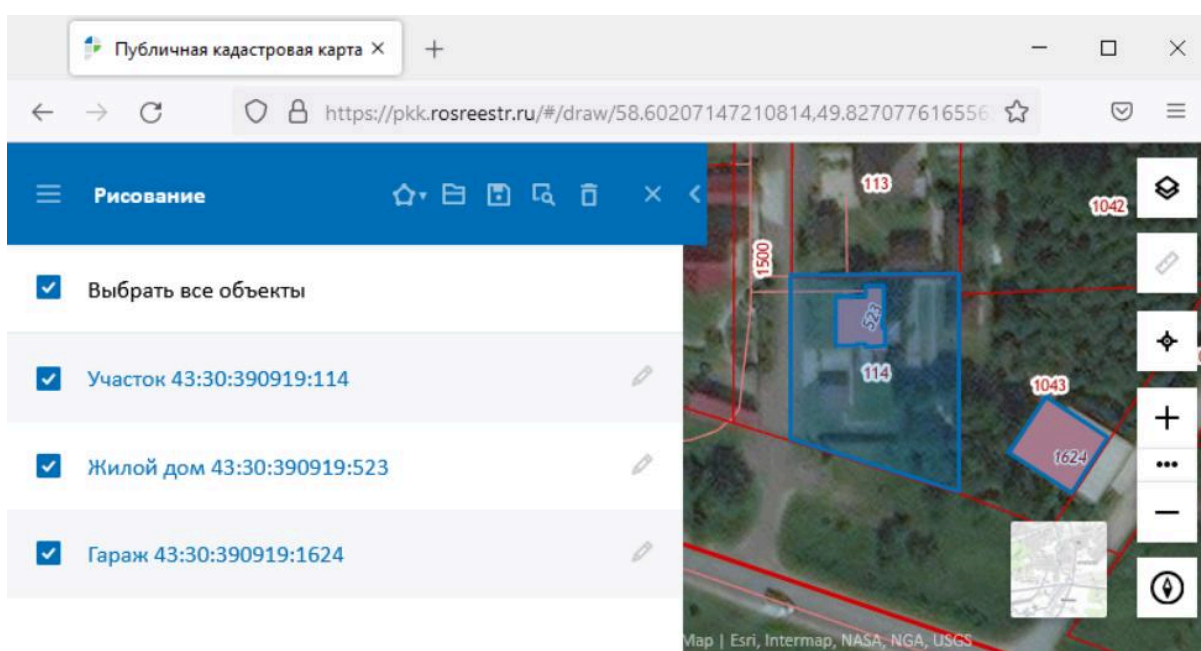 Публичная кадастровая карта
https://pkk.rosreestr.ru/#/draw/58.60207147210814,49.82707761655
Рисование
Выбрать все объекты
Участок 43:30:390919:114
Жилой дом 43:30:390919:523
Гараж 43:30:390919:1624
113
1042
1500
523
114
1043
1624
Map | Esri, Intermap, NASA, NGA, USGS